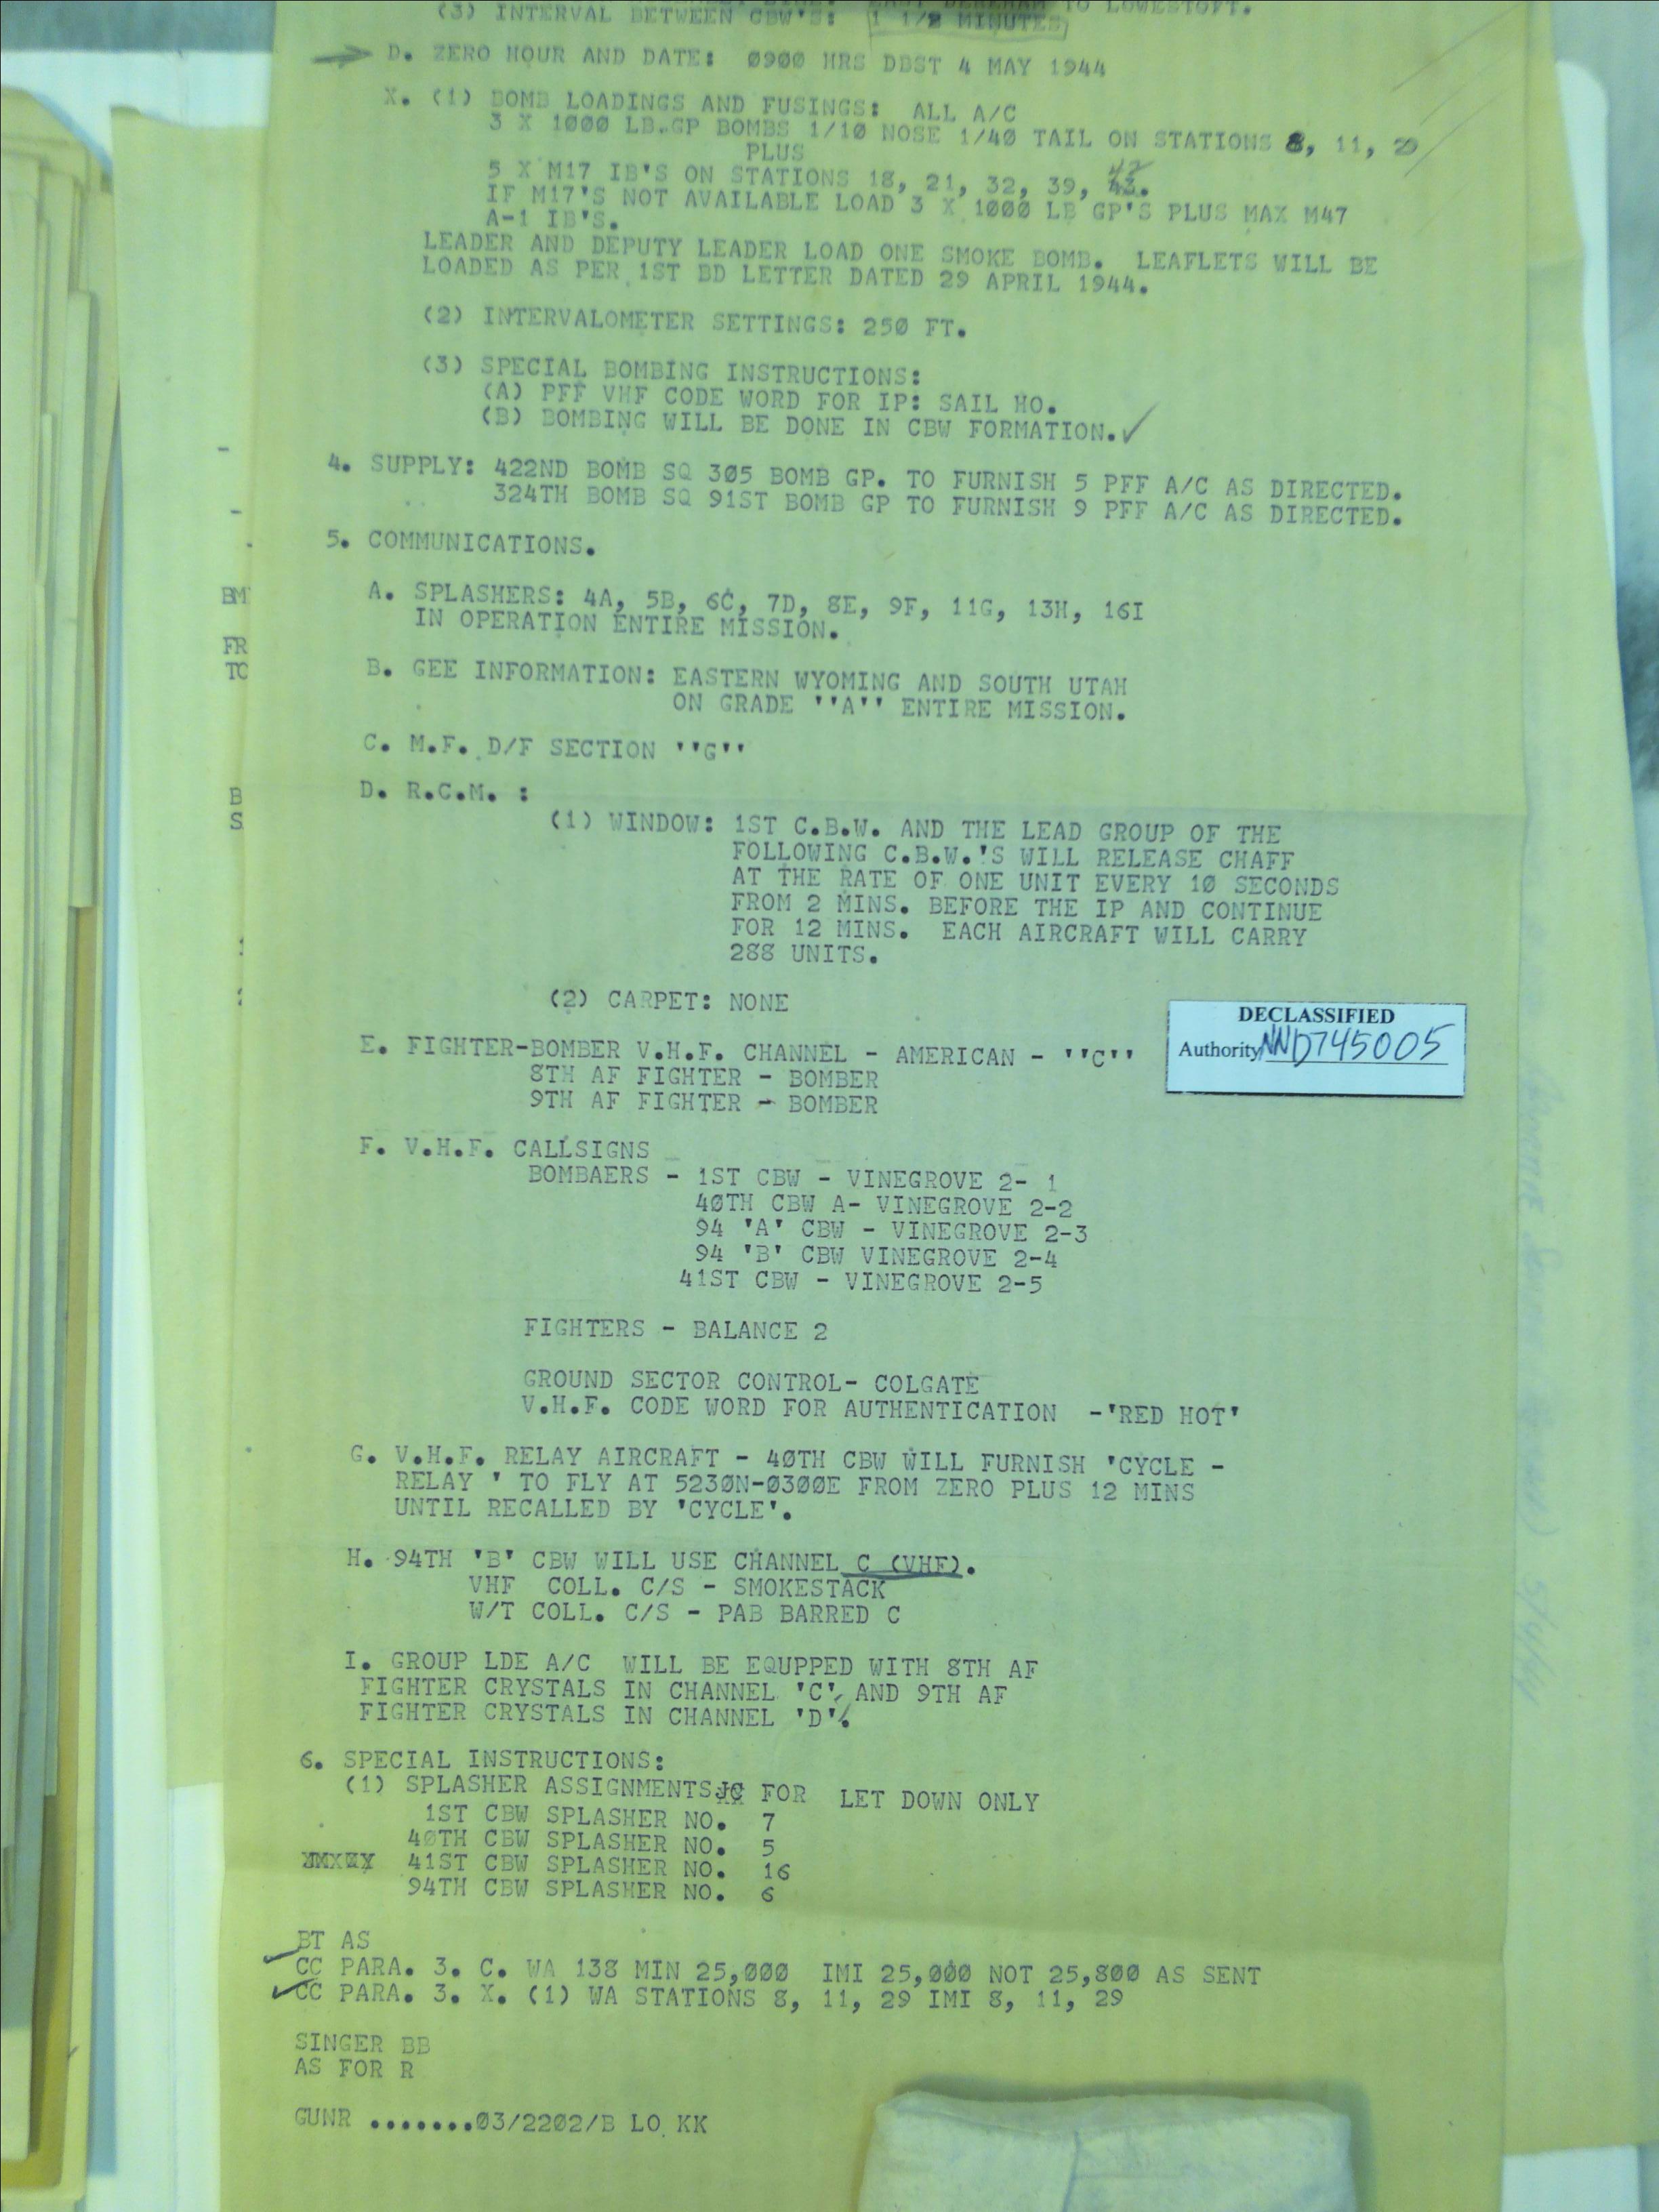 TO LOWESTOFT.
(3) INTERVAL BETWEEN CBW'S: 1 1/2 MINUTES
D. ZERO HOUR AND DATE: 0900 HRS DBST 4 MAY 1944
X. (1) BOMB LOADINGS AND FUSINGS: ALL A/C
3 X 1000 LB.GP BOMBS 1/10 NOSE 1/40 TAIL ON STATIONS 8, 11, 29
PLUS
5 X M17 IB'S ON STATIONS 18, 21, 32, 39, 42.
IF M17'S NOT AVAILABLE LOAD 3 X 1000 LB GP'S PLUS MAX M47
A-1 IB'S.
LEADER AND DEPUTY LEADER LOAD ONE SMOKE BOMB. LEAFLETS WILL BE
LOADED AS PER 1ST BD LETTER DATED 29 APRIL 1944.
(2) INTERVALOMETER SETTINGS: 250 FT.
(3) SPECIAL BOMBING INSTRUCTIONS:
(A) PFF VHF CODE WORD FOR IP: SAIL HO.
(B) BOMBING WILL BE DONE IN CBW FORMATION.✓
4. SUPPLY: 422ND BOMB SQ 305 BOMB GP. TO FURNISH 5 PFF A/C AS DIRECTED.
324TH BOMB SQ 91ST BOMB GP TO FURNISH 9 PFF A/C AS DIRECTED.
5. COMMUNICATIONS.
A. SPLASHERS: 4A, 5B, 6C, 7D, 8E, 9F, 11G, 13H, 16I
IN OPERATION ENTIRE MISSION.
BM
FR
TO
B. GEE INFORMATION: EASTERN WYOMING AND SOUTH UTAH
ON GRADE ''A'' ENTIRE MISSION.
C. M.F. D/F SECTION ''G''
D. R.C.M. :
B
S
(1) WINDOW: 1ST C.B.W. AND THE LEAD GROUP OF THE
FOLLOWING C.B.W.'S WILL RELEASE CHAFF
AT THE RATE OF ONE UNIT EVERY 10 SECONDS
FROM 2 MINS. BEFORE THE IP AND CONTINUE
FOR 12 MINS. EACH AIRCRAFT WILL CARRY
288 UNITS.
(2) CARPET: NONE
DECLASSIFIED
Authority NND745005
E. FIGHTER-BOMBER V.H.F. CHANNEL - AMERICAN - ''C''
8TH AF FIGHTER - BOMBER
9TH AF FIGHTER - BOMBER
F. V.H.F. CALLSIGNS
BOMBAERS - 1ST CBW - VINEGROVE 2- 1
40TH CBW A- VINEGROVE 2-2
94 'A' CBW - VINEGROVE 2-3
94 'B' CBW VINEGROVE 2-4
41ST CBW - VINEGROVE 2-5
FIGHTERS - BALANCE 2
GROUND SECTOR CONTROL- COLGATE
V.H.F. CODE WORD FOR AUTHENTICATION -'RED HOT'
G. V.H.F. RELAY AIRCRAFT - 40TH CBW WILL FURNISH 'CYCLE -
RELAY ' TO FLY AT 5230N-0300E FROM ZERO PLUS 12 MINS
UNTIL RECALLED BY 'CYCLE'.
H. 94TH 'B' CBW WILL USE CHANNEL C (VHF).
VHF COLL. C/S - SMOKESTACK
W/T COLL. C/S - PAB BARRED C
I. GROUP LDE A/C WILL BE EQUPPED WITH 8TH AF
FIGHTER CRYSTALS IN CHANNEL 'C', AND 9TH AF
FIGHTER CRYSTALS IN CHANNEL 'D'.
6. SPECIAL INSTRUCTIONS:
(1) SPLASHER ASSIGNMENTS FOR LET DOWN ONLY
1ST CBW SPLASHER NO. 7
40TH CBW SPLASHER NO. 5
41ST CBW SPLASHER NO. 16
94TH CBW SPLASHER NO. 6
BT AS
CC PARA. 3. C. WA 138 MIN 25,000 IMI 25,000 NOT 25,800 AS SENT
CC PARA. 3. X. (1) WA STATIONS 8, 11, 29 IMI 8, 11, 29
SINGER BB
AS FOR R
GUNR .......03/2202/B LO KK